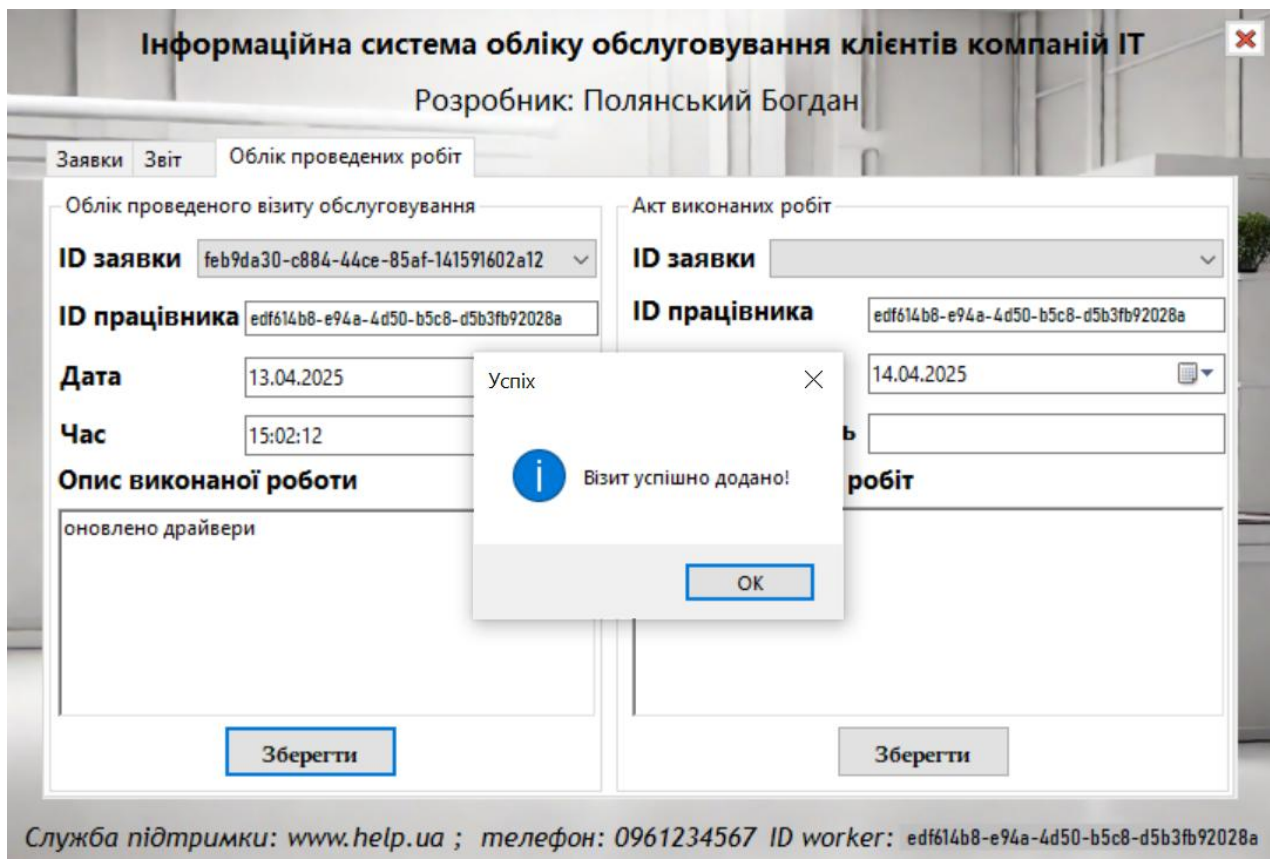 Інформаційна система обліку обслуговування клієнтів компаній ІТ
Розробник: Полянський Богдан
Заявки Звіт Облік проведених робіт
Облік проведеного візиту обслуговування
ID заявки feb9da30-c884-44ce-85af-141591602a12
ID працівника edf614b8-e94a-4d50-b5c8-d5b3fb92028a
Дата 13.04.2025
Час 15:02:12
Опис виконаної роботи
оновлено драйвери
Зберегти
Акт виконаних робіт
ID заявки
ID працівника edf614b8-e94a-4d50-b5c8-d5b3fb92028a
14.04.2025
ь
робіт
Зберегти
Успіх
Візит успішно додано!
ОК
Служба підтримки: www.help.ua ; телефон: 0961234567 ID worker: edf614b8-e94a-4d50-b5c8-d5b3fb92028a